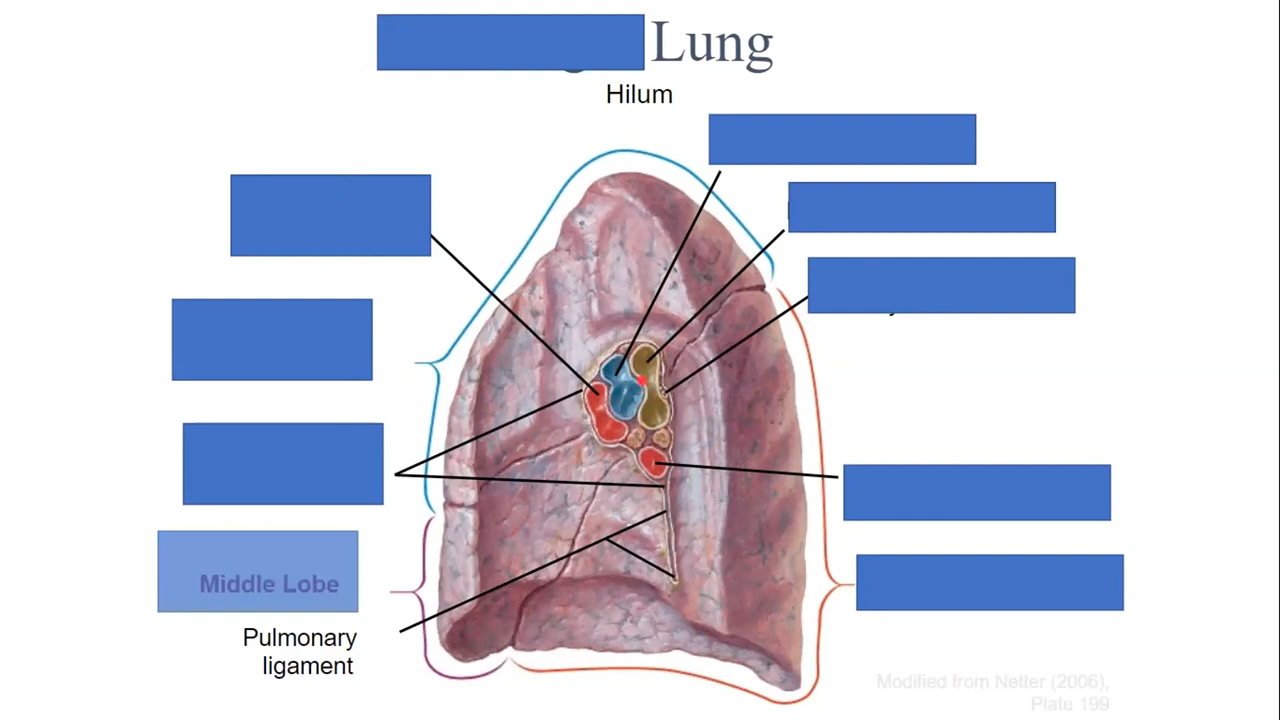 Lung
Hilum
Middle Lobe
Pulmonary
ligament
Modified from Netter (2006),
Plate 199